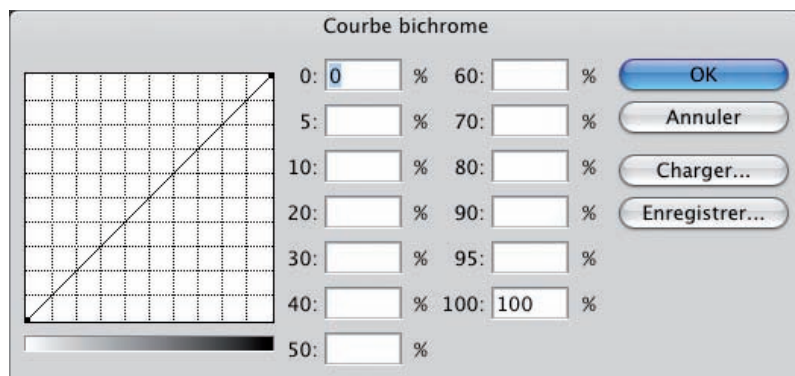 Courbe bichrome
0: 0 % 60: % OK
5: % 70: % Annuler
10: % 80: % Charger...
20: % 90: % Enregistrer...
30: % 95: %
40: % 100: 100 %
50: %